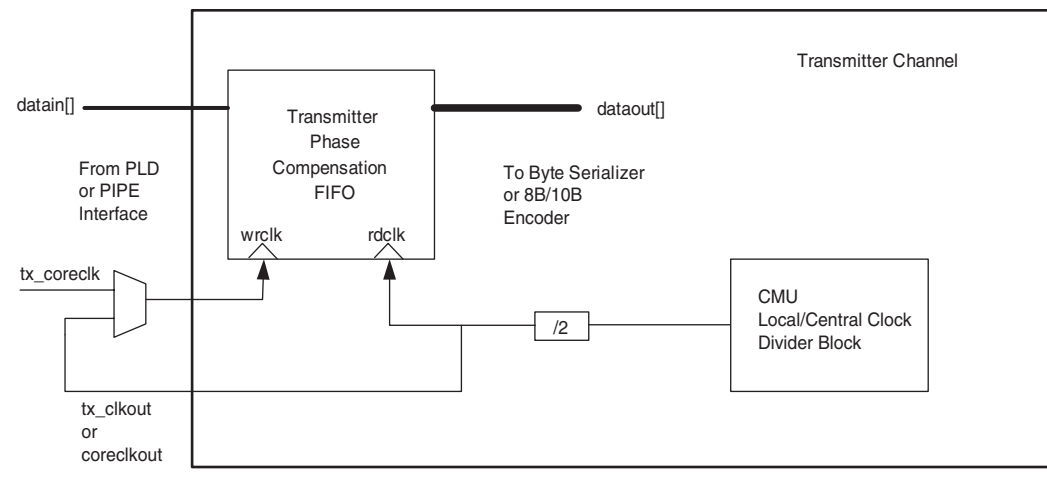 Transmitter Channel
datain[]
Transmitter
Phase
Compensation
FIFO
dataout[]
From PLD
or PIPE
Interface
To Byte Serializer
or 8B/10B
Encoder
wrclk
rdclk
tx_coreclk
/2
CMU
Local/Central Clock
Divider Block
tx_clkout
or
coreclkout